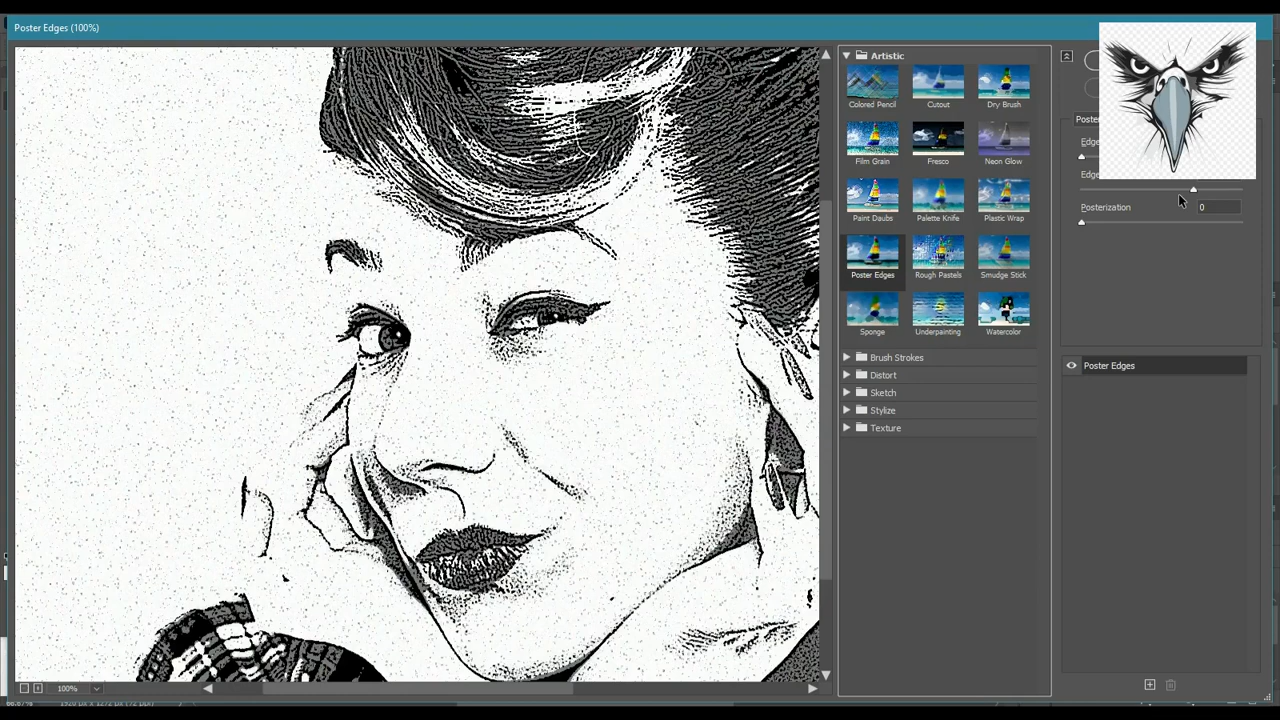 Poster Edges (100%)
Artistic
Colored Pencil
Cutout
Dry Brush
Film Grain
Fresco
Neon Glow
Paint Daubs
Palette Knife
Plastic Wrap
Poster Edges
Rough Pastels
Smudge Stick
Sponge
Underpainting
Watercolor
Brush Strokes
Distort
Sketch
Stylize
Texture
Poster
Edge
Edge
Posterization 0
Poster Edges
100%